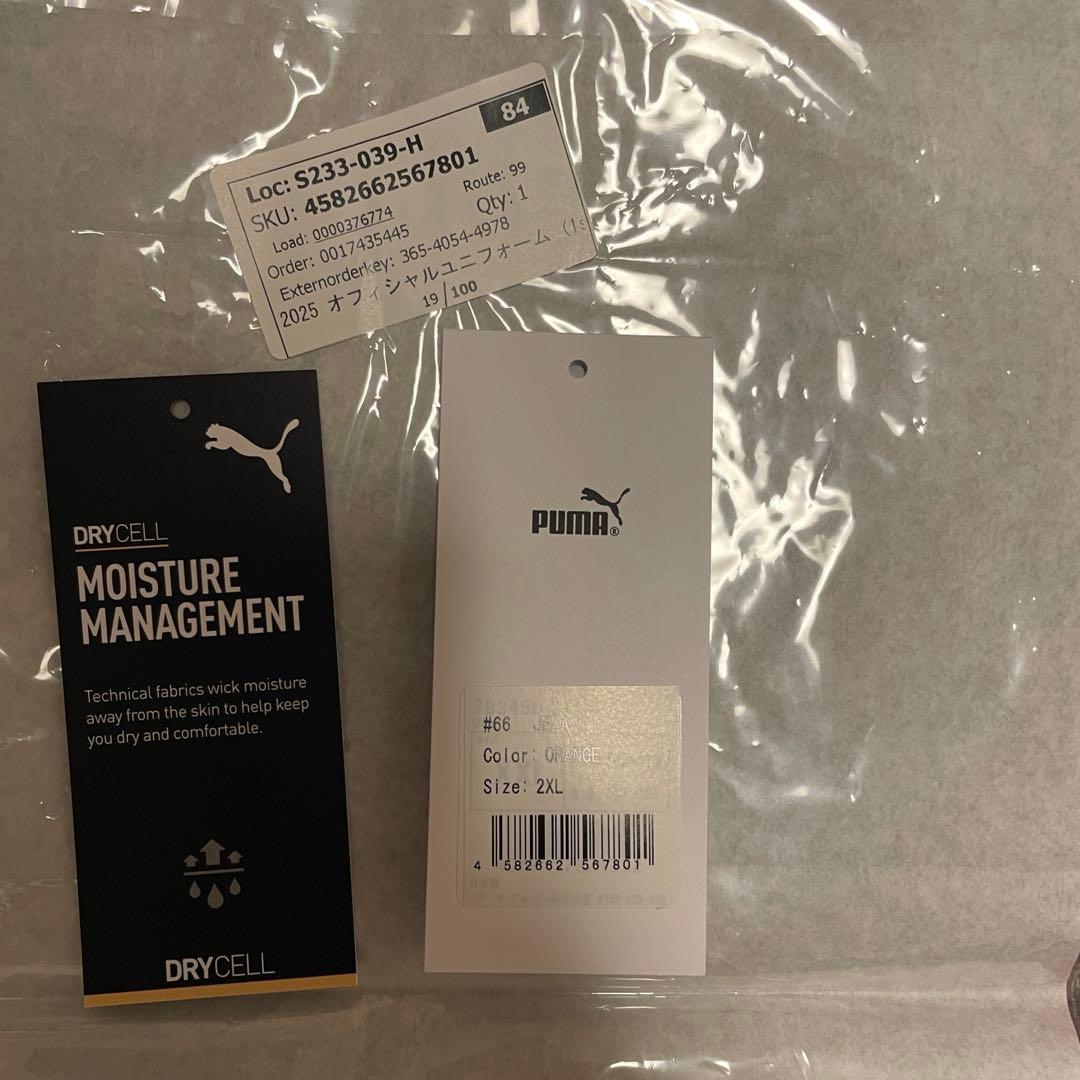 84
Loc: S233-039-H
SKU: 4582662567801
Load: 0000376774
Route: 99
Order: 0017435445
Qty: 1
Externorderkey: 365-4054-4978
2025 オフィシャルユニフォーム (1s
19/100
DRYCELL
MOISTURE
MANAGEMENT
Technical fabrics wick moisture
away from the skin to help keep
you dry and comfortable.
DRYCELL
PUMA®
#66 JELA
Color: ORANGE
Size: 2XL
4 582662 567801